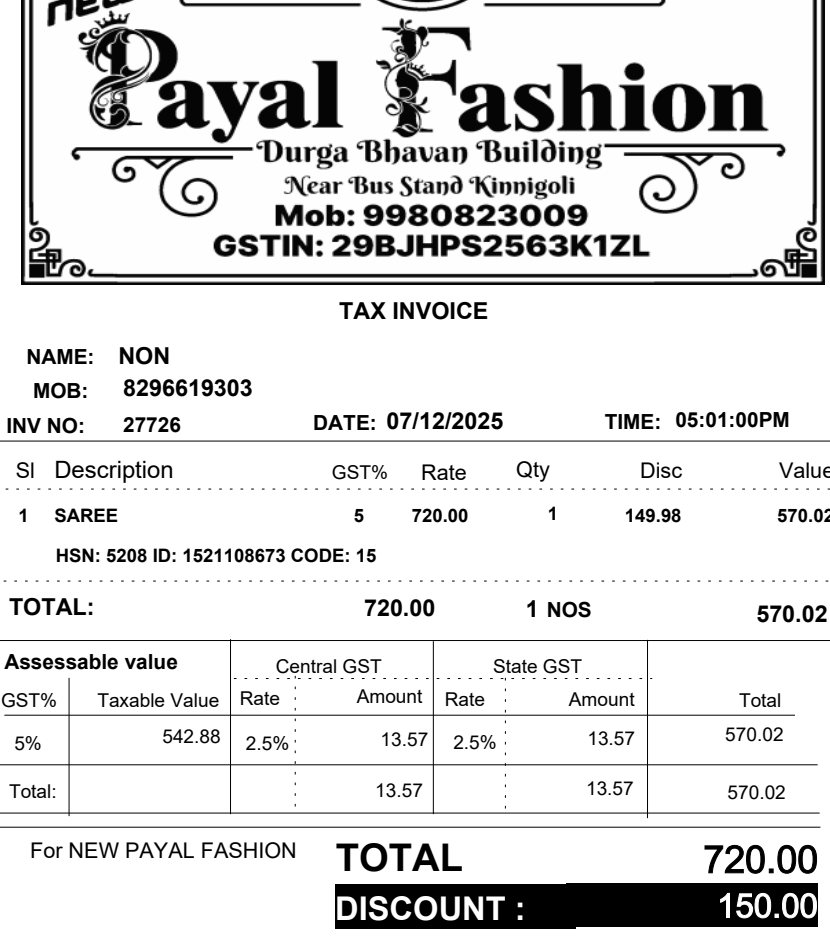 new
Payal Fashion
Durga Bhavan Building
Near Bus Stand Kinnigoli
Mob: 9980823009
GSTIN: 29BJHPS2563K1ZL
TAX INVOICE
NAME: NON
MOB: 8296619303
INV NO: 27726 DATE: 07/12/2025 TIME: 05:01:00PM
Sl Description GST% Rate Qty Disc Value
1 SAREE 5 720.00 1 149.98 570.02
HSN: 5208 ID: 1521108673 CODE: 15
TOTAL: 720.00 1 NOS 570.02
Assessable value Central GST State GST
GST% Taxable Value Rate Amount Rate Amount Total
5% 542.88 2.5% 13.57 2.5% 13.57 570.02
Total: 13.57 13.57 570.02
For NEW PAYAL FASHION TOTAL 720.00
DISCOUNT : 150.00